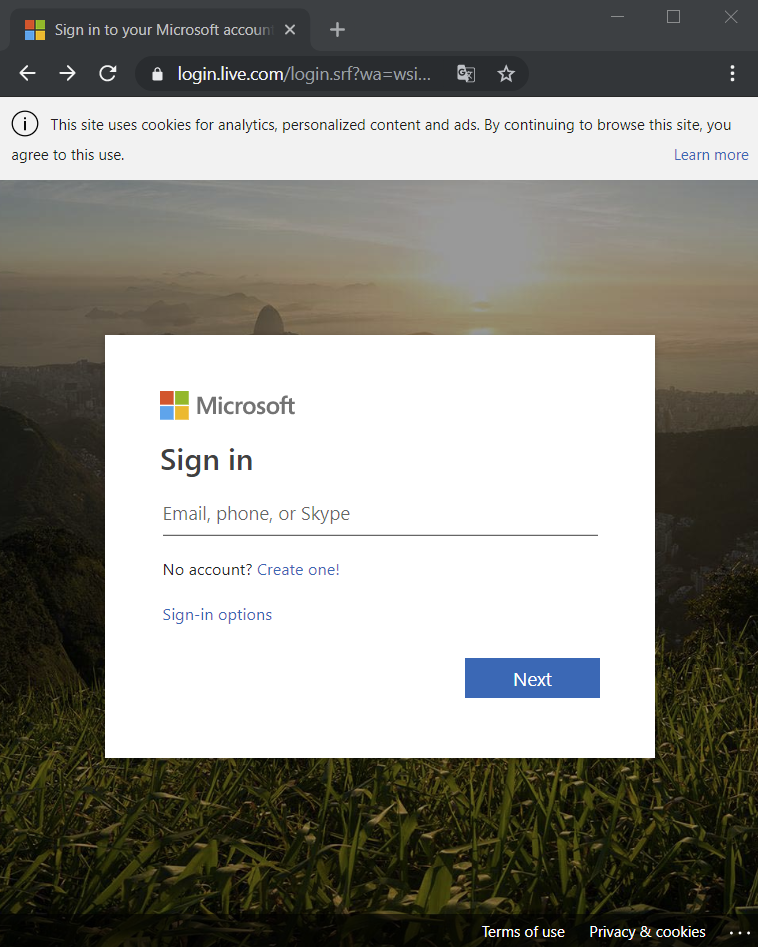 Sign in to your Microsoft accoun
login.live.com/login.srf?wa=wsi...
This site uses cookies for analytics, personalized content and ads. By continuing to browse this site, you
agree to this use.
Learn more
Microsoft
Sign in
Email, phone, or Skype
No account? Create one!
Sign-in options
Next
Terms of use
Privacy & cookies